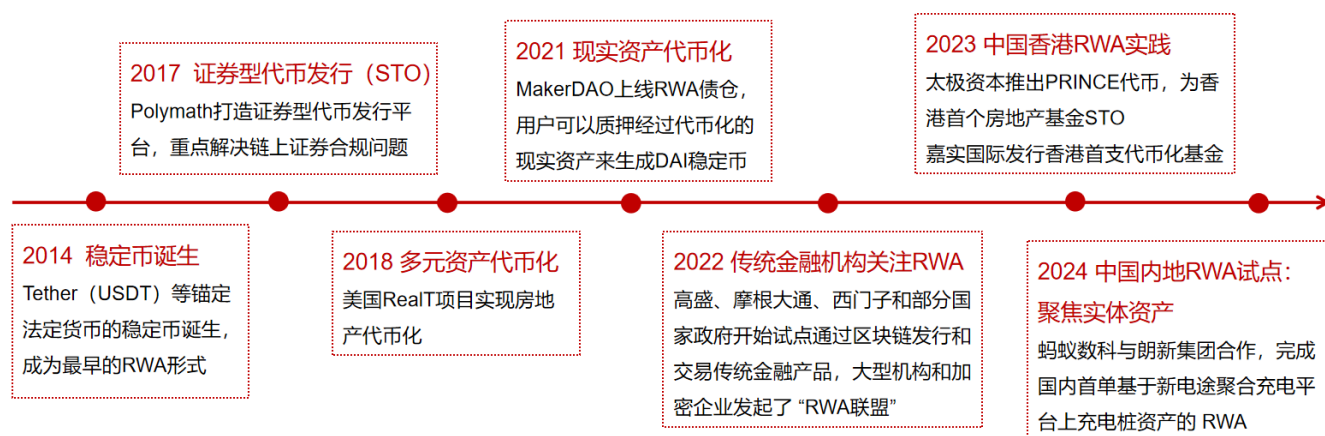 2014 稳定币诞生
Tether（USDT）等锚定
法定货币的稳定币诞生，
成为最早的RWA形式
2017 证券型代币发行（STO）
Polymath打造证券型代币发行平
台，重点解决链上证券合规问题
2018 多元资产代币化
美国RealT项目实现房地
产代币化
2021 现实资产代币化
MakerDAO上线RWA债仓，
用户可以质押经过代币化的
现实资产来生成DAI稳定币
2022 传统金融机构关注RWA
高盛、摩根大通、西门子和部分国
家政府开始试点通过区块链发行和
交易传统金融产品，大型机构和加
密企业发起了 “RWA联盟”
2023 中国香港RWA实践
太极资本推出PRINCE代币，为香
港首个房地产基金STO
嘉实国际发行香港首支代币化基金
2024 中国内地RWA试点：
聚焦实体资产
蚂蚁数科与朗新集团合作，完成
国内首单基于新电途聚合充电平
台上充电桩资产的 RWA